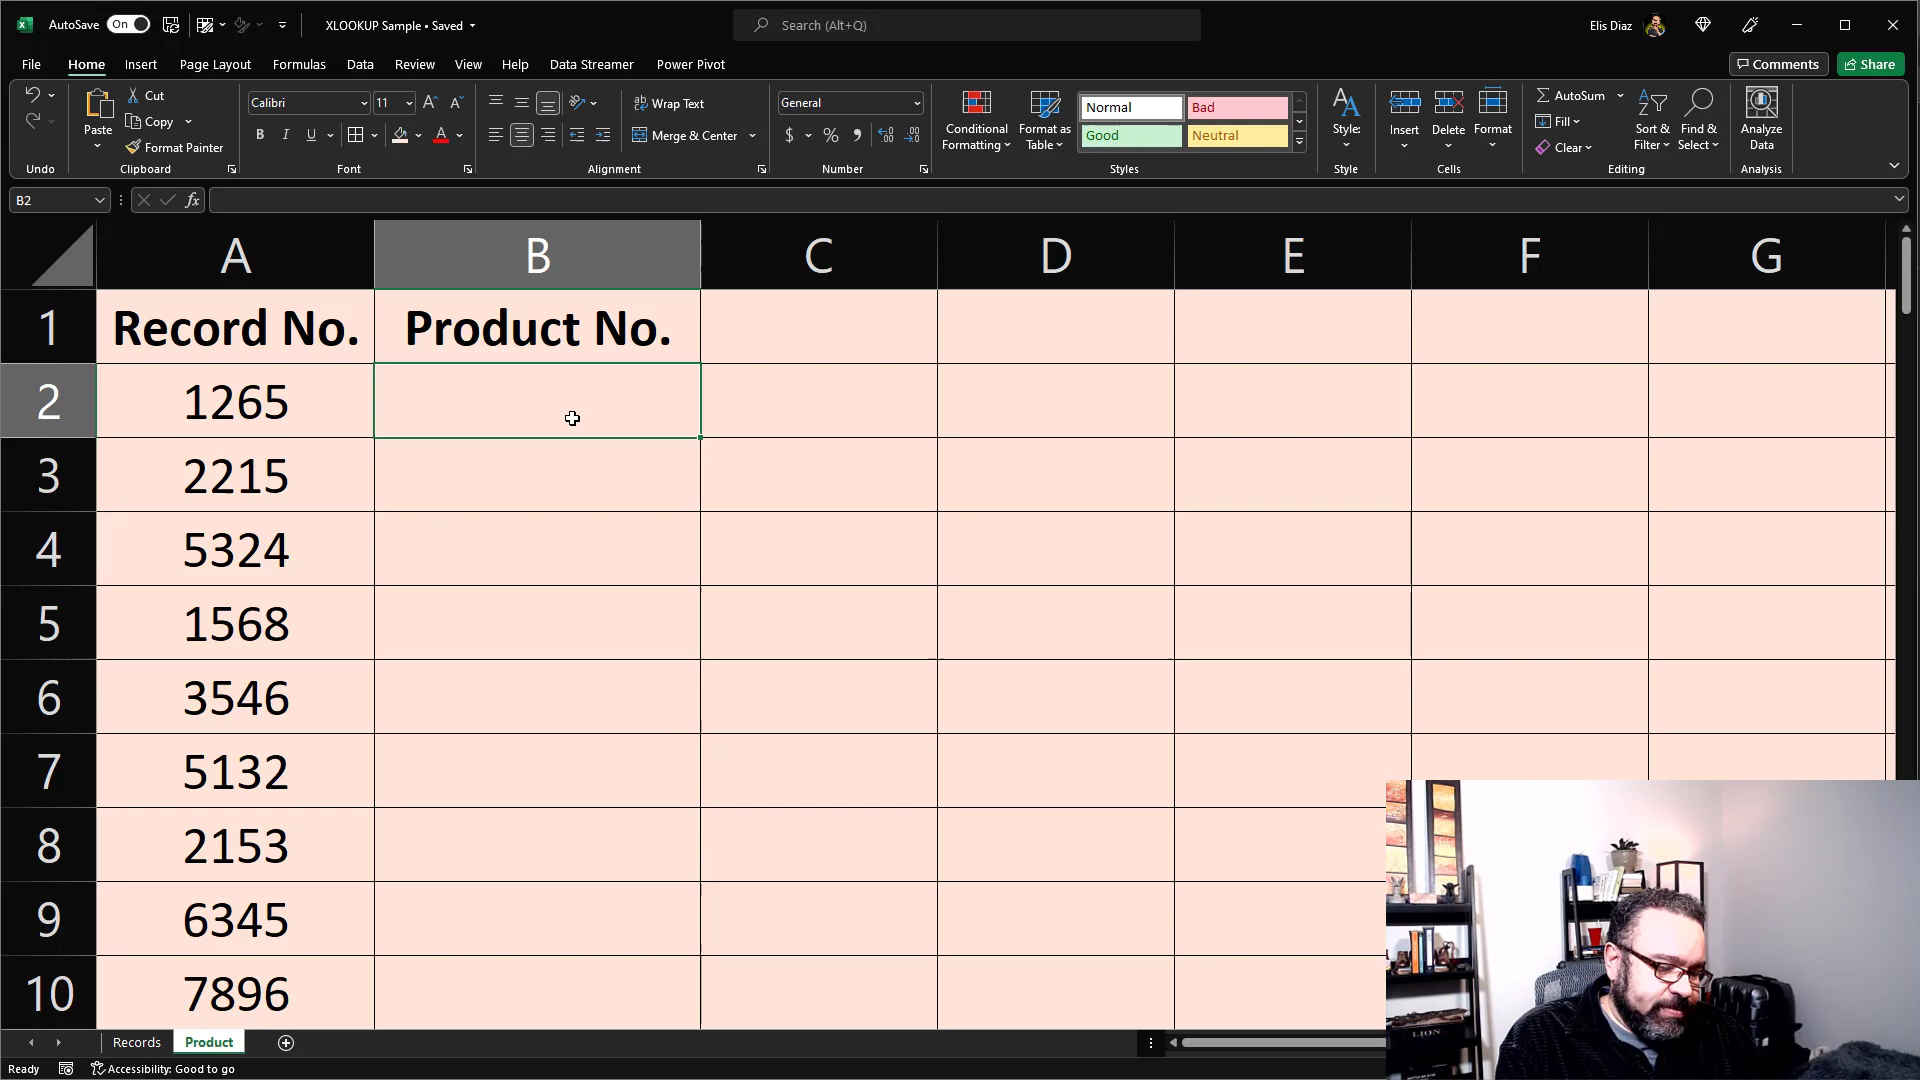 AutoSave On XLOOKUP Sample • Saved Search (Alt+Q) Elis Diaz
File Home Insert Page Layout Formulas Data Review View Help Data Streamer Power Pivot Comments Share
Cut
Copy
Format Painter
Paste
Undo Clipboard
Calibri 11
B I U
Font
Wrap Text
Merge & Center
Alignment
General
$ %
Number
Conditional Formatting
Format as Table
Normal Bad
Good Neutral
Styles
Style:
Style
Insert Delete Format
Cells
AutoSum
Fill
Clear
Sort & Filter
Find & Select
Editing
Analyze Data
Analysis
B2 fx
A B C D E F G
1 Record No. Product No.
2 1265
3 2215
4 5324
5 1568
6 3546
7 5132
8 2153
9 6345
10 7896
LION
Records Product
Ready Accessibility: Good to go